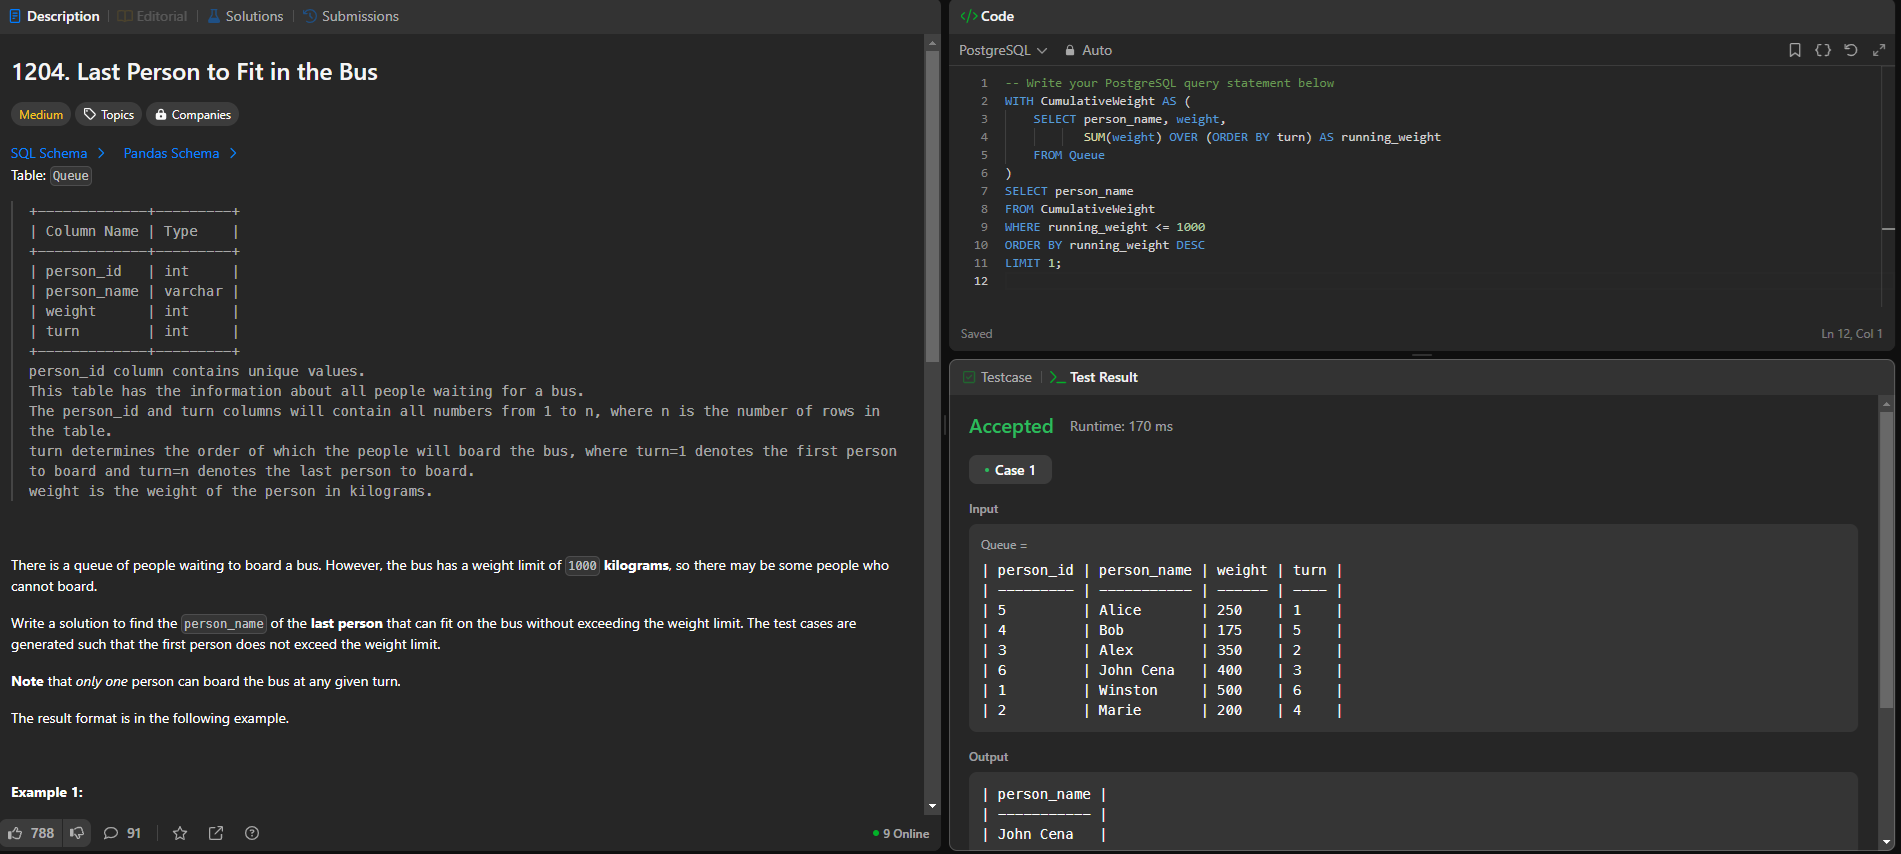 Description | Editorial | Solutions | Submissions
1204. Last Person to Fit in the Bus
Medium Topics Companies
SQL Schema > Pandas Schema >
Table: Queue
+-------------+---------+
| Column Name | Type    |
+-------------+---------+
| person_id   | int     |
| person_name | varchar |
| weight      | int     |
| turn        | int     |
+-------------+---------+
person_id column contains unique values.
This table has the information about all people waiting for a bus.
The person_id and turn columns will contain all numbers from 1 to n, where n is the number of rows in
the table.
turn determines the order of which the people will board the bus, where turn=1 denotes the first person
to board and turn=n denotes the last person to board.
weight is the weight of the person in kilograms.
There is a queue of people waiting to board a bus. However, the bus has a weight limit of 1000 kilograms, so there may be some people who
cannot board.
Write a solution to find the person_name of the last person that can fit on the bus without exceeding the weight limit. The test cases are
generated such that the first person does not exceed the weight limit.
Note that only one person can board the bus at any given turn.
The result format is in the following example.
Example 1:
788 91 9 Online
</> Code
PostgreSQL Auto
1 -- Write your PostgreSQL query statement below
2 WITH CumulativeWeight AS (
3     SELECT person_name, weight,
4            SUM(weight) OVER (ORDER BY turn) AS running_weight
5     FROM Queue
6 )
7 SELECT person_name
8 FROM CumulativeWeight
9 WHERE running_weight <= 1000
10 ORDER BY running_weight DESC
11 LIMIT 1;
12
Saved Ln 12, Col 1
Testcase | >_ Test Result
Accepted Runtime: 170 ms
• Case 1
Input
Queue =
| person_id | person_name | weight | turn |
| --------- | ----------- | ------ | ---- |
| 5         | Alice       | 250    | 1    |
| 4         | Bob         | 175    | 5    |
| 3         | Alex        | 350    | 2    |
| 6         | John Cena   | 400    | 3    |
| 1         | Winston     | 500    | 6    |
| 2         | Marie       | 200    | 4    |
Output
| person_name |
| ----------- |
| John Cena   |